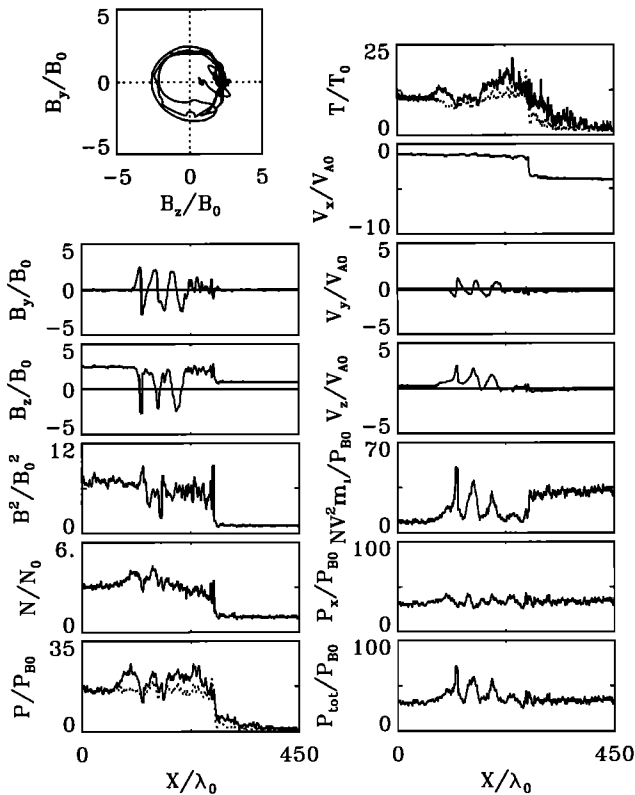 5
B_y/B_0
0
-5
-5 0 5
B_z/B_0
25
T/T_0
0
0
V_x/V_A0
-10
5
B_y/B_0
0
-5
5
V_y/V_A0
0
-5
5
B_z/B_0
0
-5
5
V_z/V_A0
0
-5
12
B^2/B_0^2
0
70
NV^2m_i/P_B0
0
6.
N/N_0
0
100
P_x/P_B0
0
35
P/P_B0
0
0 450
X/λ_0
100
P_tot/P_B0
0
0 450
X/λ_0